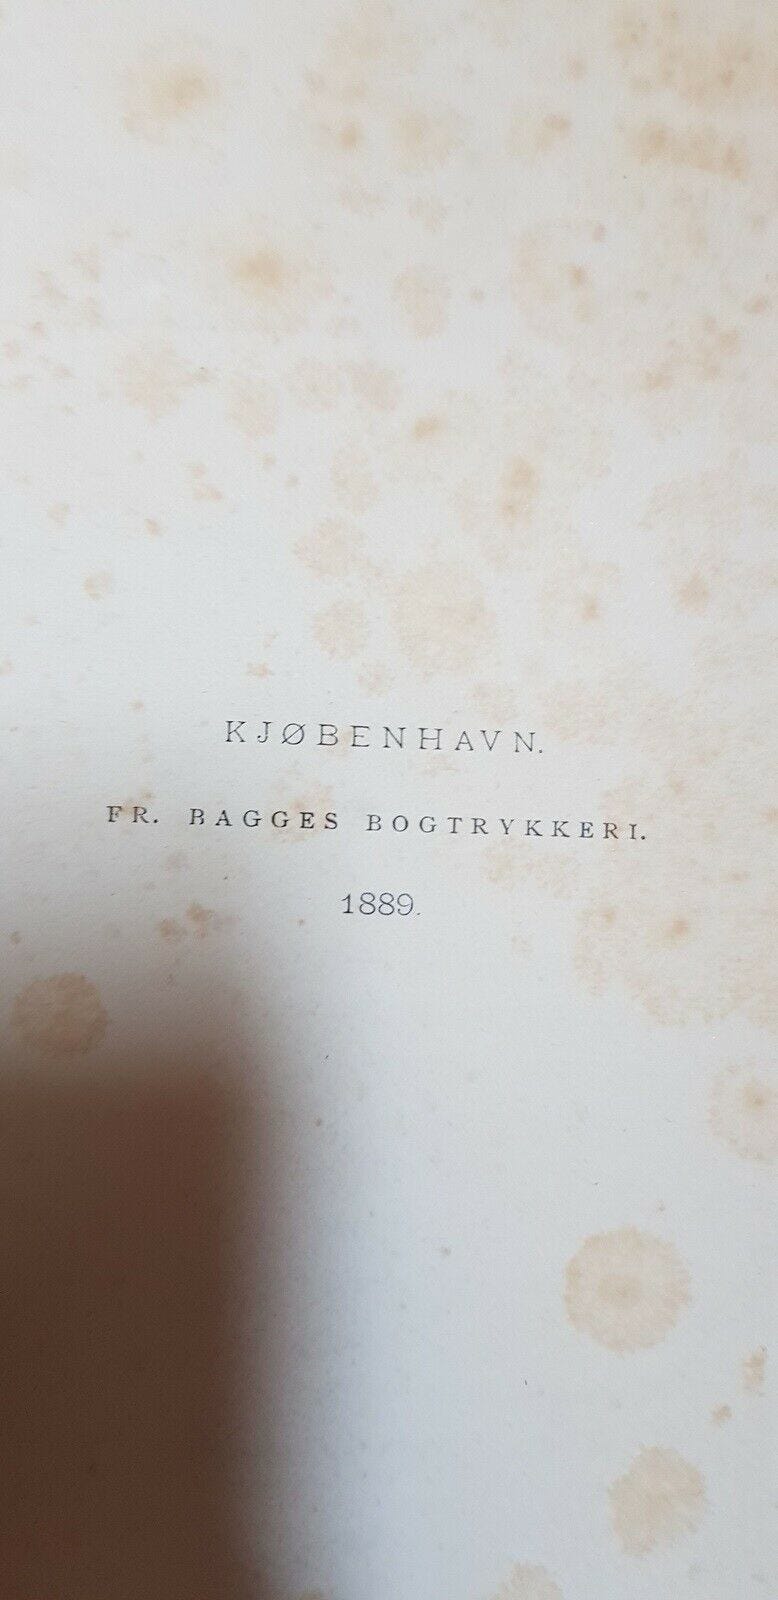 KJØBENHAVN.
FR. BAGGES BOGTRYKKERI.
1889.